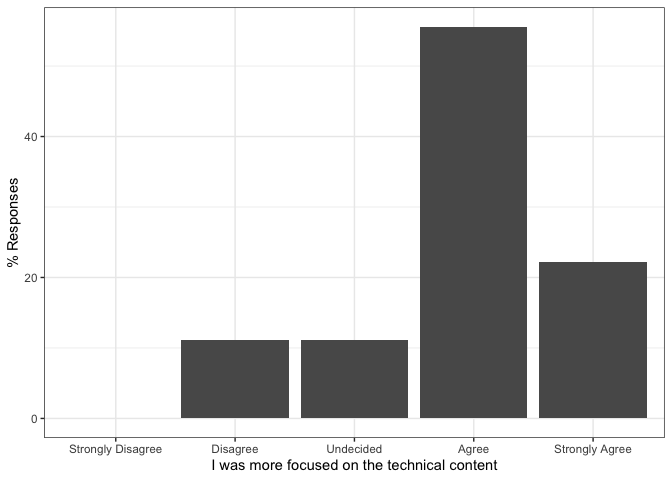 % Responses
40
20
0
Strongly Disagree Disagree Undecided Agree Strongly Agree
I was more focused on the technical content